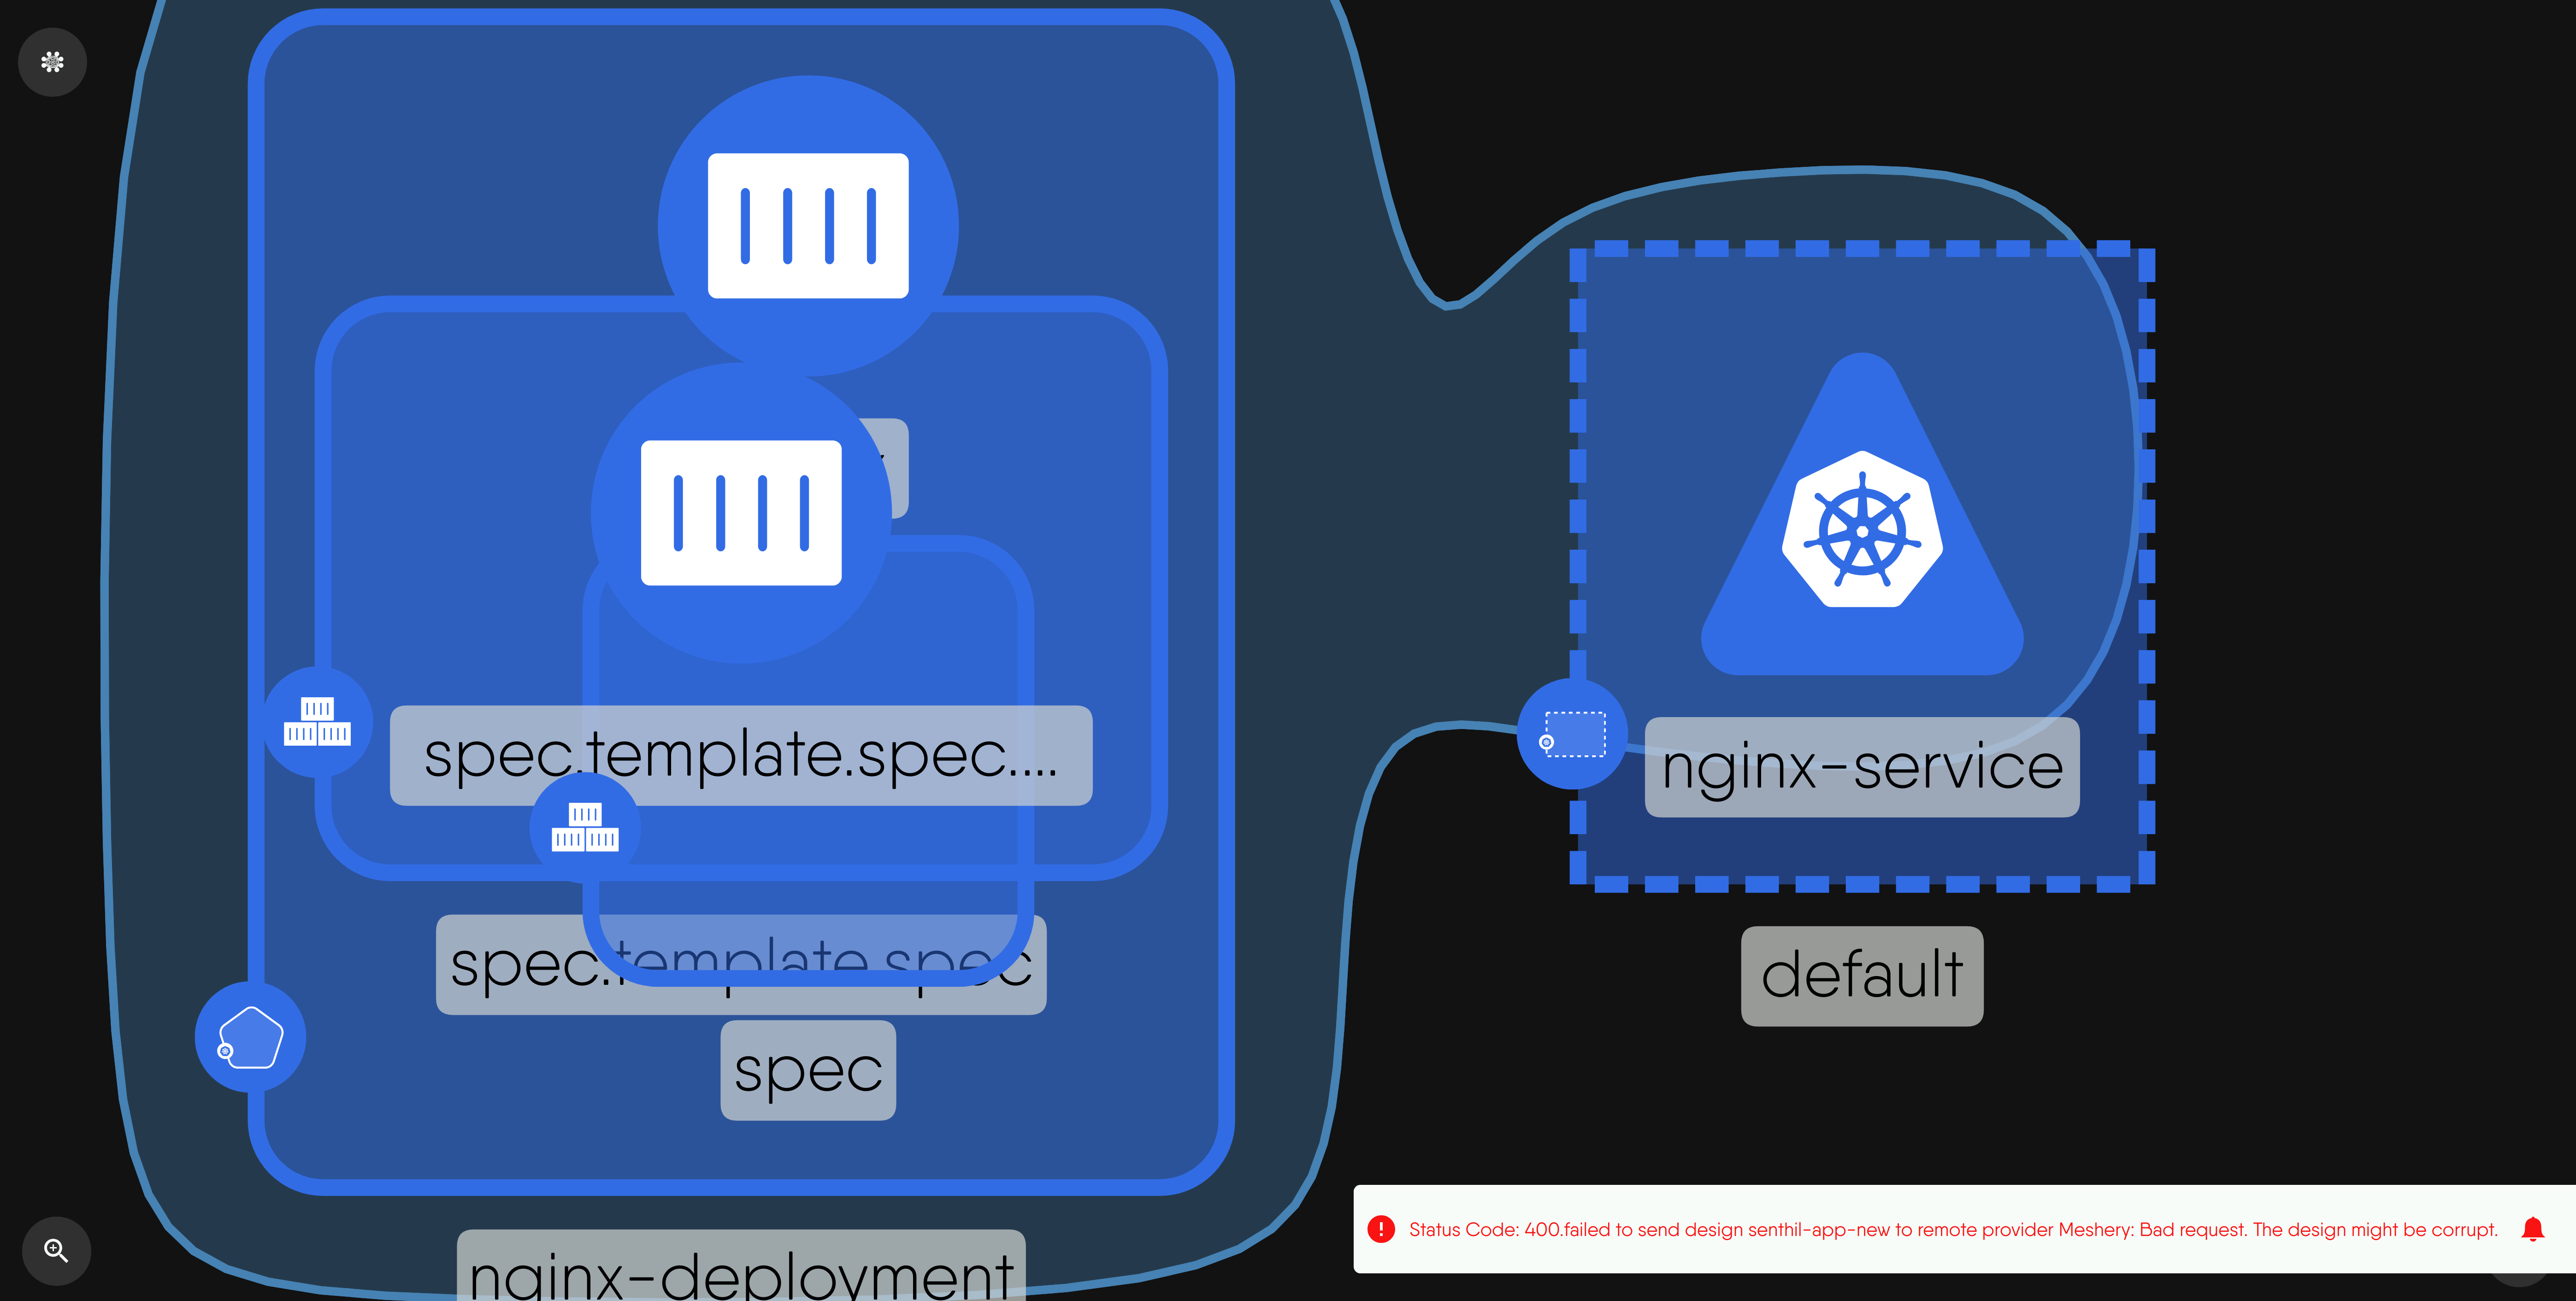 spec.template.spec....
spec.template.spec
spec
nginx-deployment
nginx-service
default
Status Code: 400.failed to send design senthil-app-new to remote provider Meshery: Bad request. The design might be corrupt.